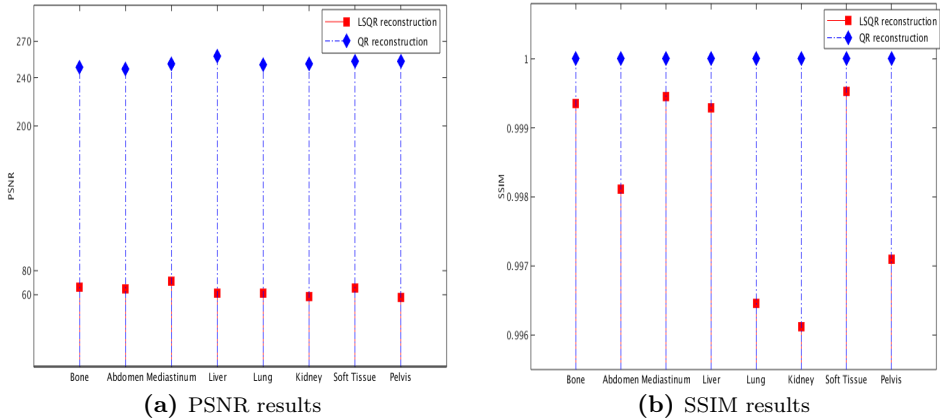 LSQR reconstruction
QR reconstruction
270
240
200
80
60
PSNR
Bone Abdomen Mediastinum Liver Lung Kidney Soft Tissue Pelvis
(a) PSNR results
LSQR reconstruction
QR reconstruction
1
0.999
0.998
0.997
0.996
SSIM
Bone Abdomen Mediastinum Liver Lung Kidney Soft Tissue Pelvis
(b) SSIM results